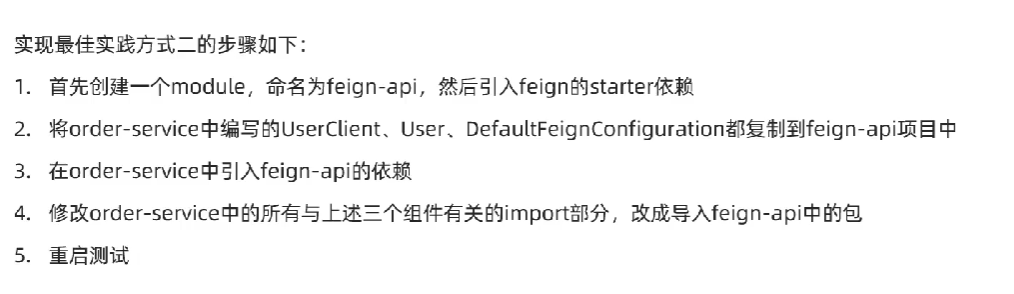 实现最佳实践方式二的步骤如下：
1. 首先创建一个module，命名为feign-api，然后引入feign的starter依赖
2. 将order-service中编写的UserClient、User、DefaultFeignConfiguration都复制到feign-api项目中
3. 在order-service中引入feign-api的依赖
4. 修改order-service中的所有与上述三个组件有关的import部分，改成导入feign-api中的包
5. 重启测试